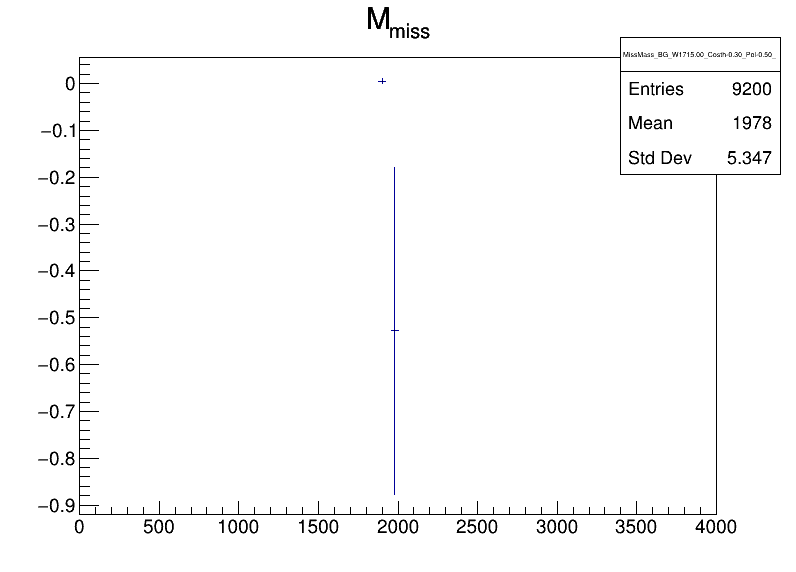 M_miss
MissMass_BG_W1715.00_Costh-0.30_Pol-0.50_
Entries 9200
Mean 1978
Std Dev 5.347
0
−0.1
−0.2
−0.3
−0.4
−0.5
−0.6
−0.7
−0.8
−0.9
0 500 1000 1500 2000 2500 3000 3500 4000